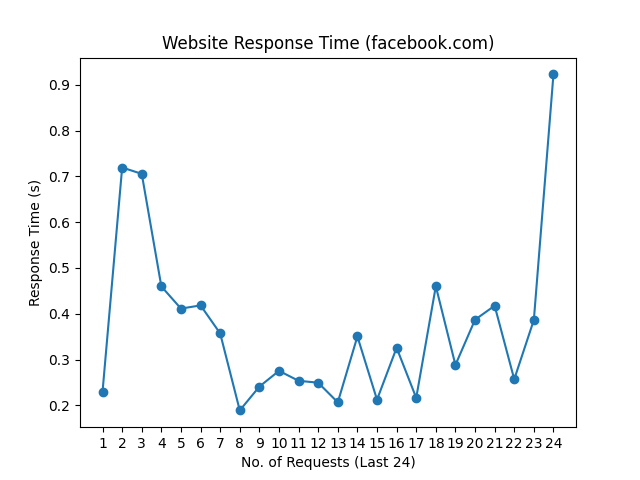 Website Response Time (facebook.com)
Response Time (s)
0.9
0.8
0.7
0.6
0.5
0.4
0.3
0.2
1 2 3 4 5 6 7 8 9 10 11 12 13 14 15 16 17 18 19 20 21 22 23 24
No. of Requests (Last 24)